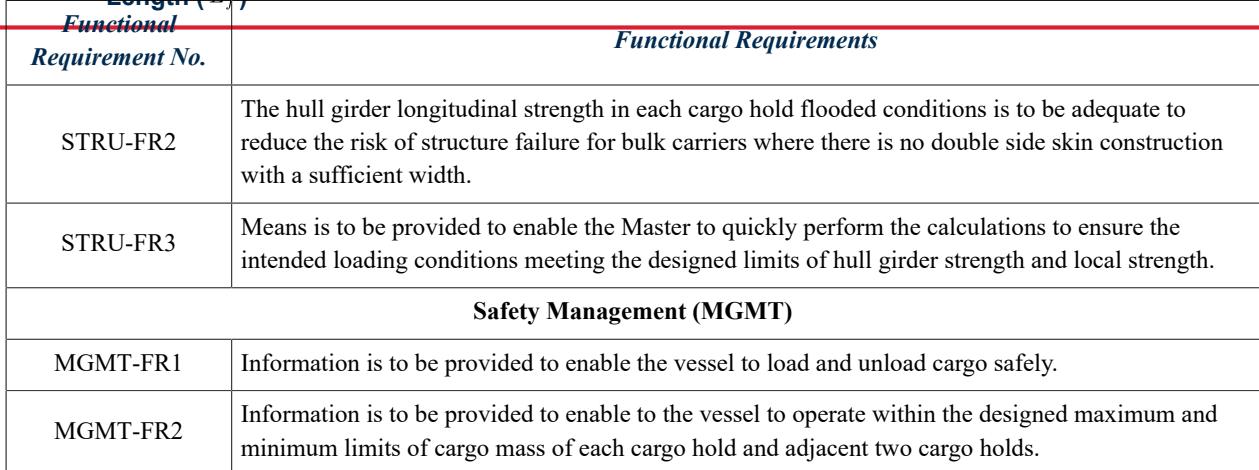 Length (L_f)
Functional
Requirement No.
Functional Requirements
STRU-FR2
The hull girder longitudinal strength in each cargo hold flooded conditions is to be adequate to
reduce the risk of structure failure for bulk carriers where there is no double side skin construction
with a sufficient width.
STRU-FR3
Means is to be provided to enable the Master to quickly perform the calculations to ensure the
intended loading conditions meeting the designed limits of hull girder strength and local strength.
Safety Management (MGMT)
MGMT-FR1
Information is to be provided to enable the vessel to load and unload cargo safely.
MGMT-FR2
Information is to be provided to enable to the vessel to operate within the designed maximum and
minimum limits of cargo mass of each cargo hold and adjacent two cargo holds.